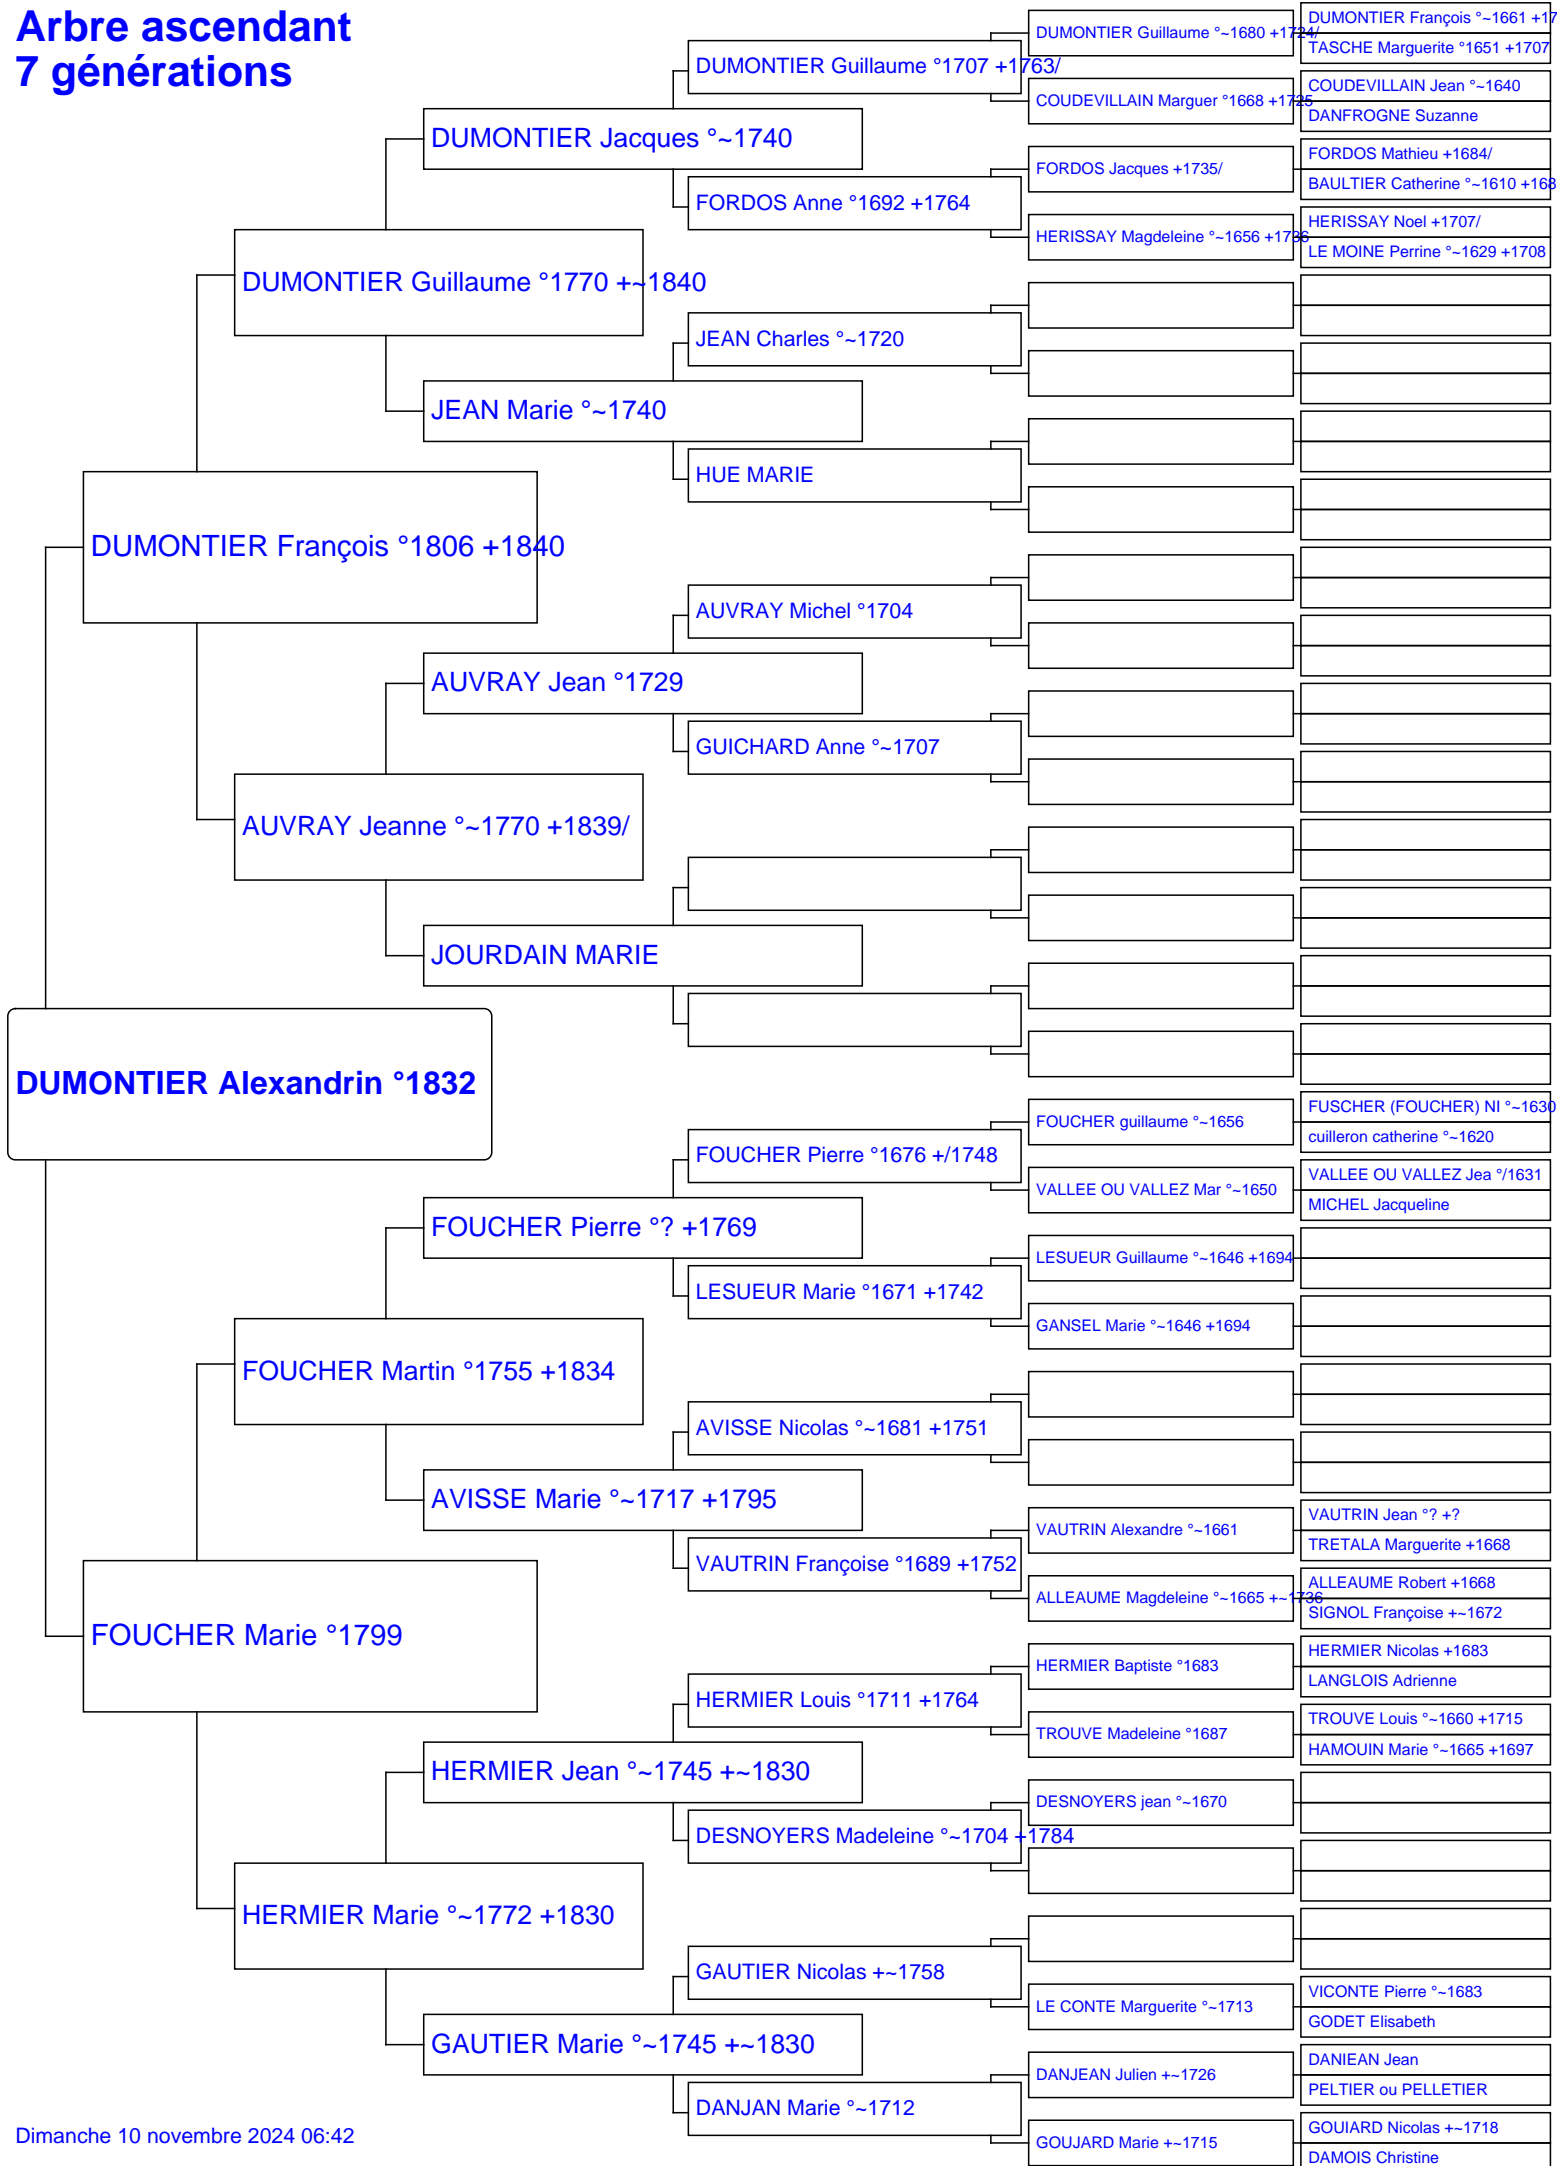 Arbre ascendant
7 générations
DUMONTIER Alexandrin °1832
DUMONTIER François °1806 +1840
FOUCHER Marie °1799
DUMONTIER Guillaume °1770 +~1840
AUVRAY Jeanne °~1770 +1839/
FOUCHER Martin °1755 +1834
HERMIER Marie °~1772 +1830
DUMONTIER Jacques °~1740
JEAN Marie °~1740
AUVRAY Jean °1729
JOURDAIN MARIE
FOUCHER Pierre °? +1769
AVISSE Marie °~1717 +1795
HERMIER Jean °~1745 +~1830
GAUTIER Marie °~1745 +~1830
DUMONTIER Guillaume °1707 +1763/
FORDOS Anne °1692 +1764
JEAN Charles °~1720
HUE MARIE
AUVRAY Michel °1704
GUICHARD Anne °~1707
FOUCHER Pierre °1676 +/1748
LESUEUR Marie °1671 +1742
AVISSE Nicolas °~1681 +1751
VAUTRIN Françoise °1689 +1752
HERMIER Louis °1711 +1764
DESNOYERS Madeleine °~1704 +1784
GAUTIER Nicolas +~1758
DANJAN Marie °~1712
DUMONTIER Guillaume °~1680 +1724/
COUDEVILLAIN Marguer °1668 +1725
FORDOS Jacques +1735/
HERISSAY Magdeleine °~1656 +1736
FOUCHER guillaume °~1656
VALLEE OU VALLEZ Mar °~1650
LESUEUR Guillaume °~1646 +1694
GANSEL Marie °~1646 +1694
VAUTRIN Alexandre °~1661
ALLEAUME Magdeleine °~1665 +~1736
HERMIER Baptiste °1683
TROUVE Madeleine °1687
DESNOYERS jean °~1670
LE CONTE Marguerite °~1713
DANJEAN Julien +~1726
GOUJARD Marie +~1715
DUMONTIER François °~1661 +17
TASCHE Marguerite °1651 +1707
COUDEVILLAIN Jean °~1640
DANFROGNE Suzanne
FORDOS Mathieu +1684/
BAULTIER Catherine °~1610 +168
HERISSAY Noel +1707/
LE MOINE Perrine °~1629 +1708
FUSCHER (FOUCHER) NI °~1630
cuilleron catherine °~1620
VALLEE OU VALLEZ Jea °/1631
MICHEL Jacqueline
VAUTRIN Jean °? +?
TRETALA Marguerite +1668
ALLEAUME Robert +1668
SIGNOL Françoise +~1672
HERMIER Nicolas +1683
LANGLOIS Adrienne
TROUVE Louis °~1660 +1715
HAMOUIN Marie °~1665 +1697
VICONTE Pierre °~1683
GODET Elisabeth
DANIEAN Jean
PELTIER ou PELLETIER
GOUIARD Nicolas +~1718
DAMOIS Christine
Dimanche 10 novembre 2024 06:42